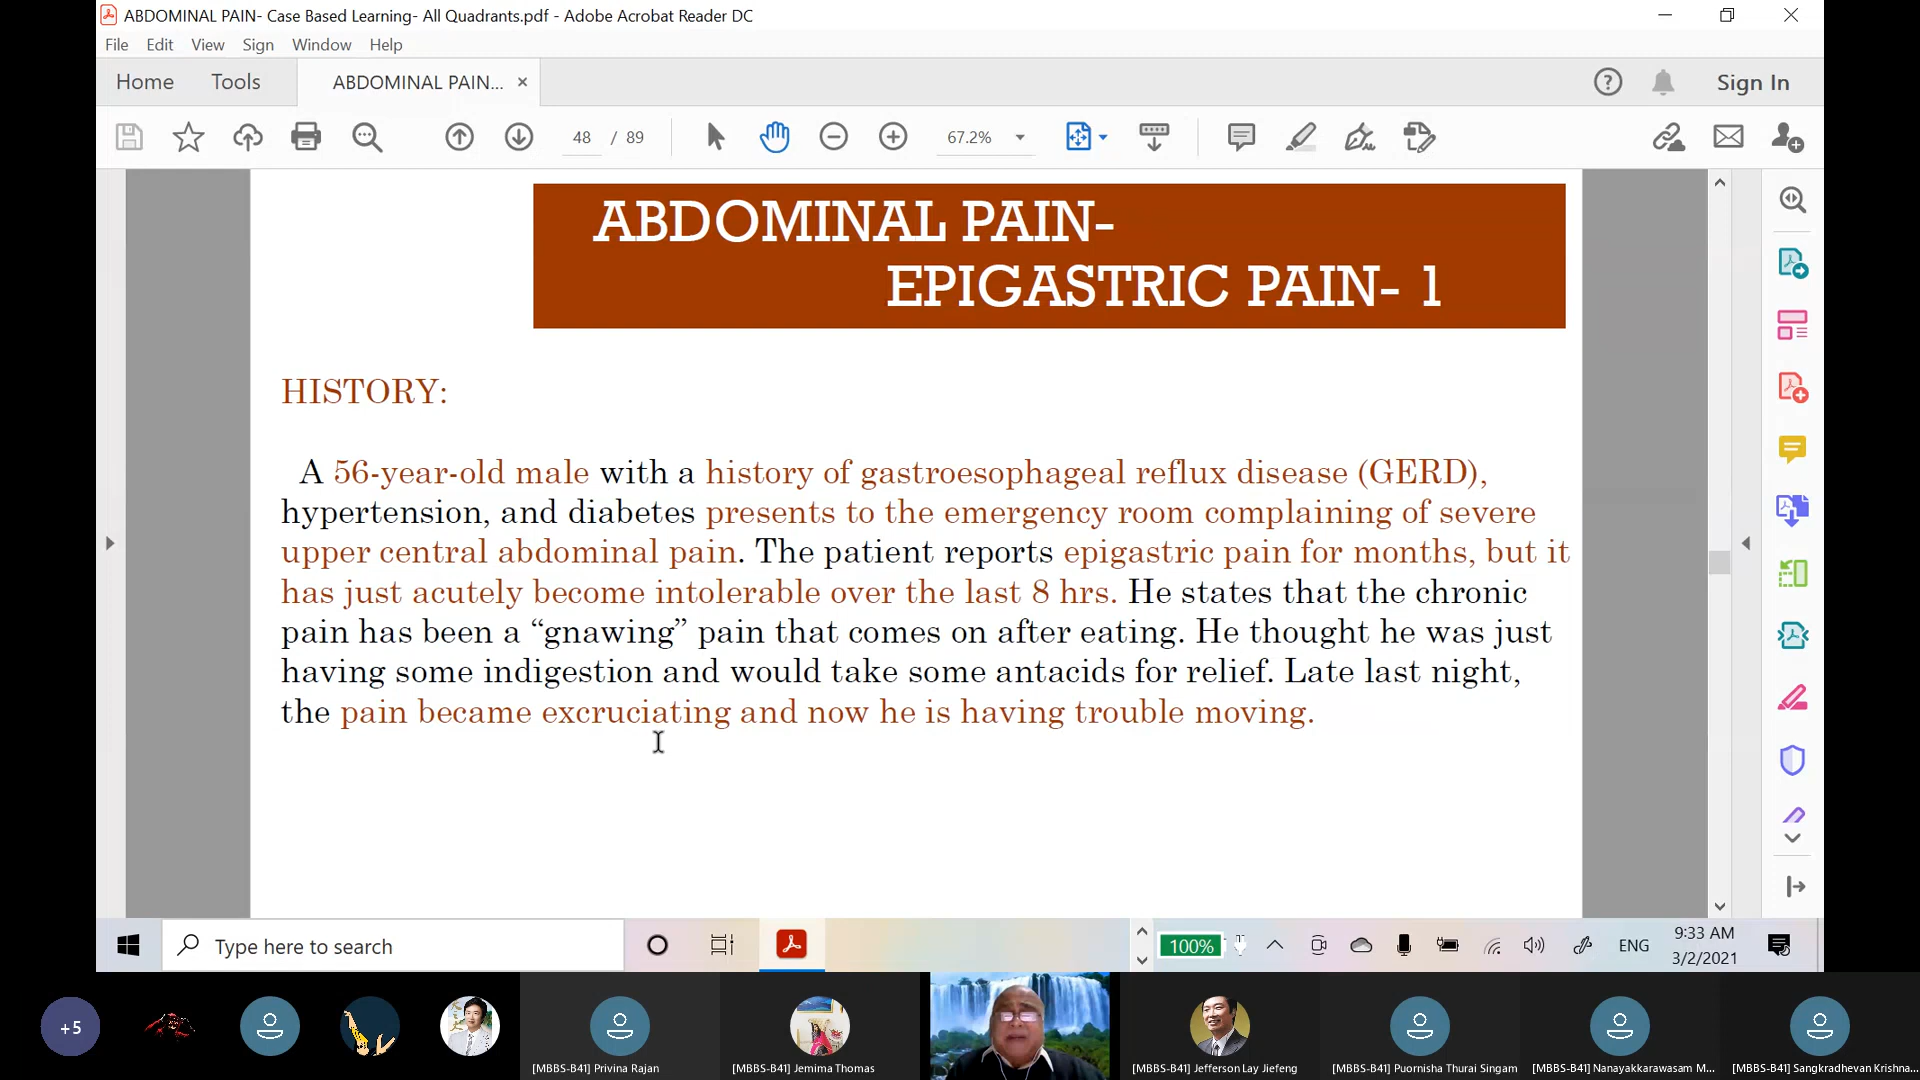 ABDOMINAL PAIN- Case Based Learning- All Quadrants.pdf - Adobe Acrobat Reader DC
File Edit View Sign Window Help
Home Tools ABDOMINAL PAIN... × Sign In
48 / 89 67.2%
ABDOMINAL PAIN-
EPIGASTRIC PAIN- 1
HISTORY:
A 56-year-old male with a history of gastroesophageal reflux disease (GERD),
hypertension, and diabetes presents to the emergency room complaining of severe
upper central abdominal pain. The patient reports epigastric pain for months, but it
has just acutely become intolerable over the last 8 hrs. He states that the chronic
pain has been a “gnawing” pain that comes on after eating. He thought he was just
having some indigestion and would take some antacids for relief. Late last night,
the pain became excruciating and now he is having trouble moving.
Type here to search
100%
ENG
9:33 AM
3/2/2021
+5
[MBBS-B41] Privina Rajan
[MBBS-B41] Jemima Thomas
[MBBS-B41] Jefferson Lay Jiefeng
[MBBS-B41] Puornisha Thurai Singam
[MBBS-B41] Nanayakkarawasam M...
[MBBS-B41] Sangkradhevan Krishna...